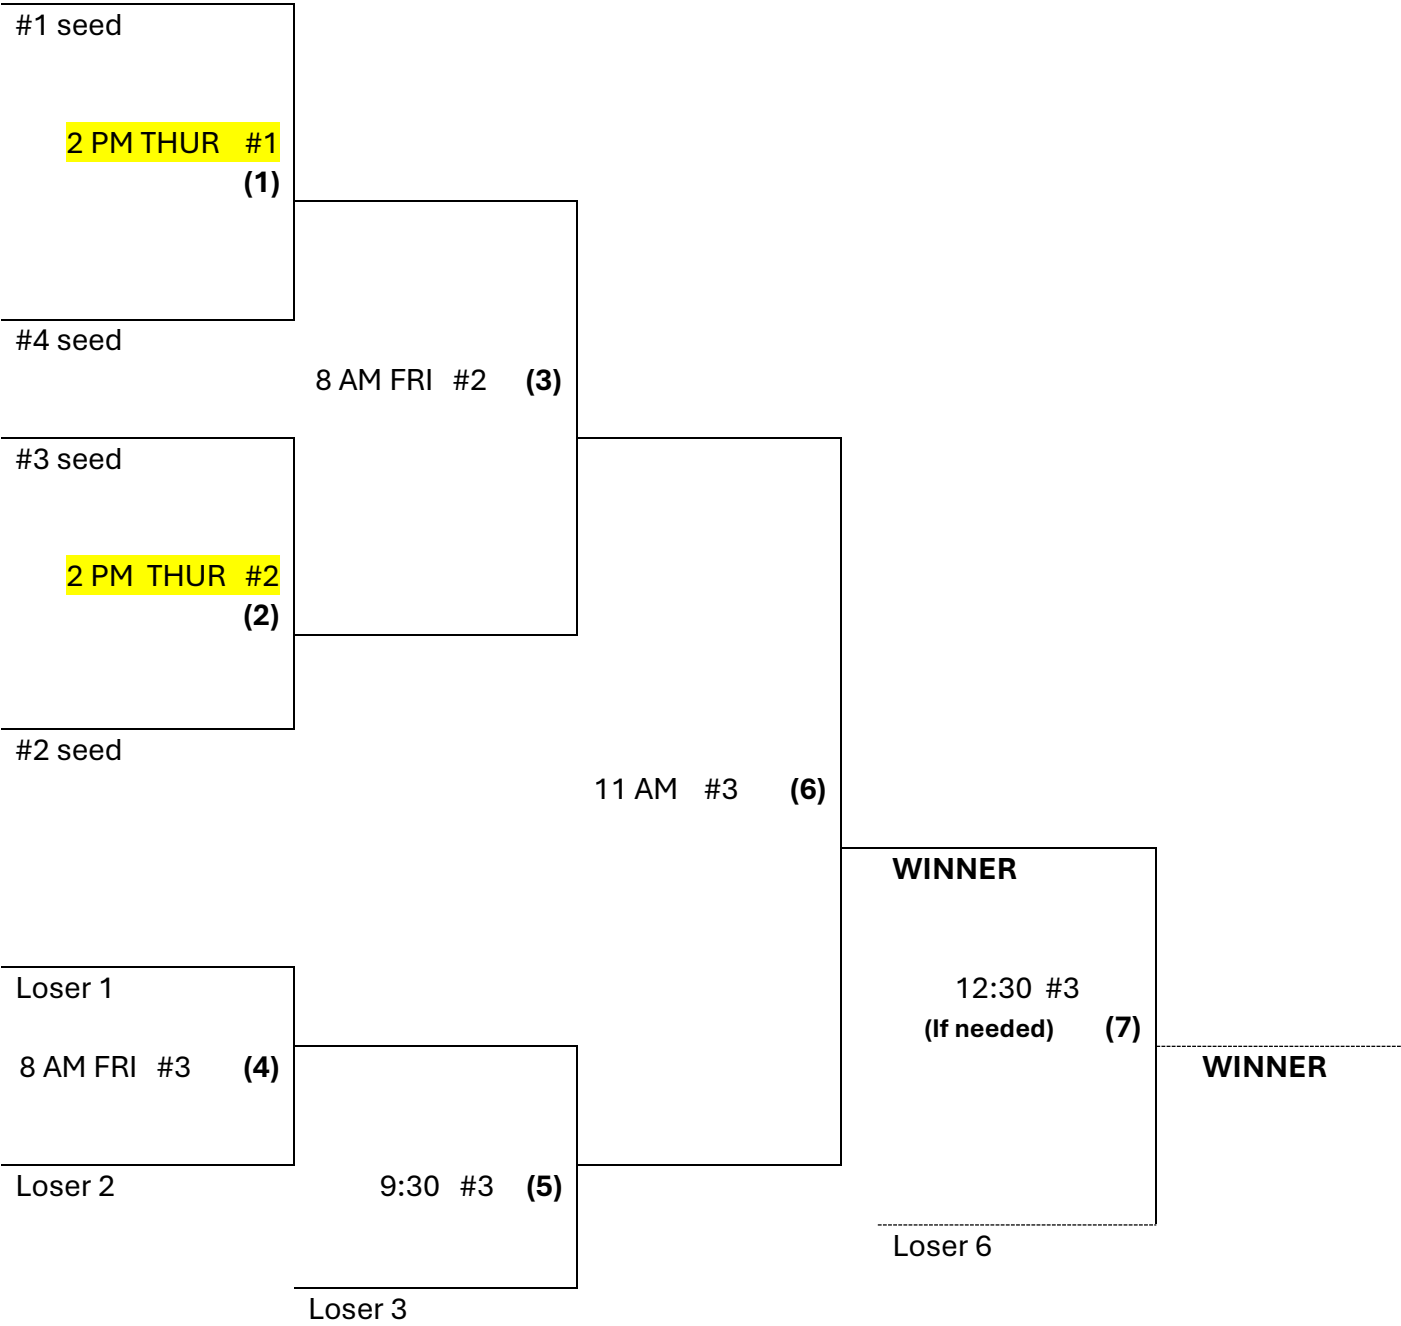 #1 seed
2 PM THUR #1
(1)
#4 seed
8 AM FRI #2 (3)
#3 seed
2 PM THUR #2
(2)
#2 seed
11 AM #3 (6)
WINNER
Loser 1
12:30 #3
(If needed) (7)
8 AM FRI #3 (4)
WINNER
Loser 2
9:30 #3 (5)
Loser 6
Loser 3